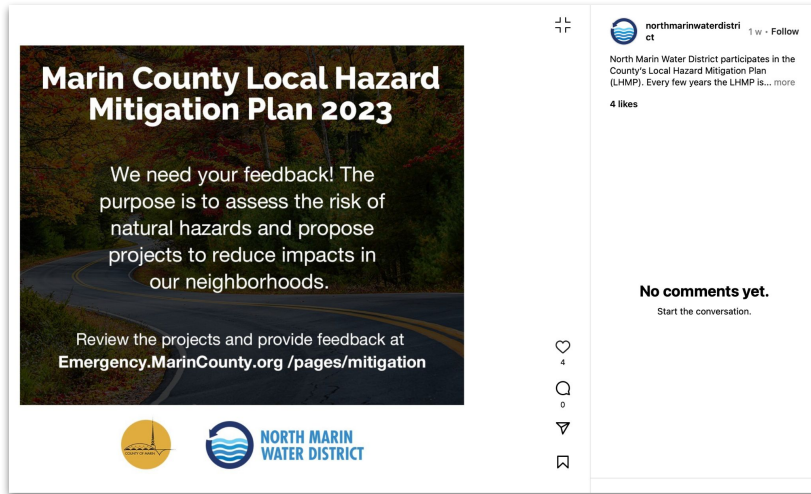 Marin County Local Hazard
Mitigation Plan 2023
We need your feedback! The
purpose is to assess the risk of
natural hazards and propose
projects to reduce impacts in
our neighborhoods.
Review the projects and provide feedback at
Emergency.MarinCounty.org /pages/mitigation
COUNTY OF MARIN
NORTH MARIN
WATER DISTRICT
4
0
northmarinwaterdistri
ct
1 w • Follow
North Marin Water District participates in the
County's Local Hazard Mitigation Plan
(LHMP). Every few years the LHMP is... more
4 likes
No comments yet.
Start the conversation.